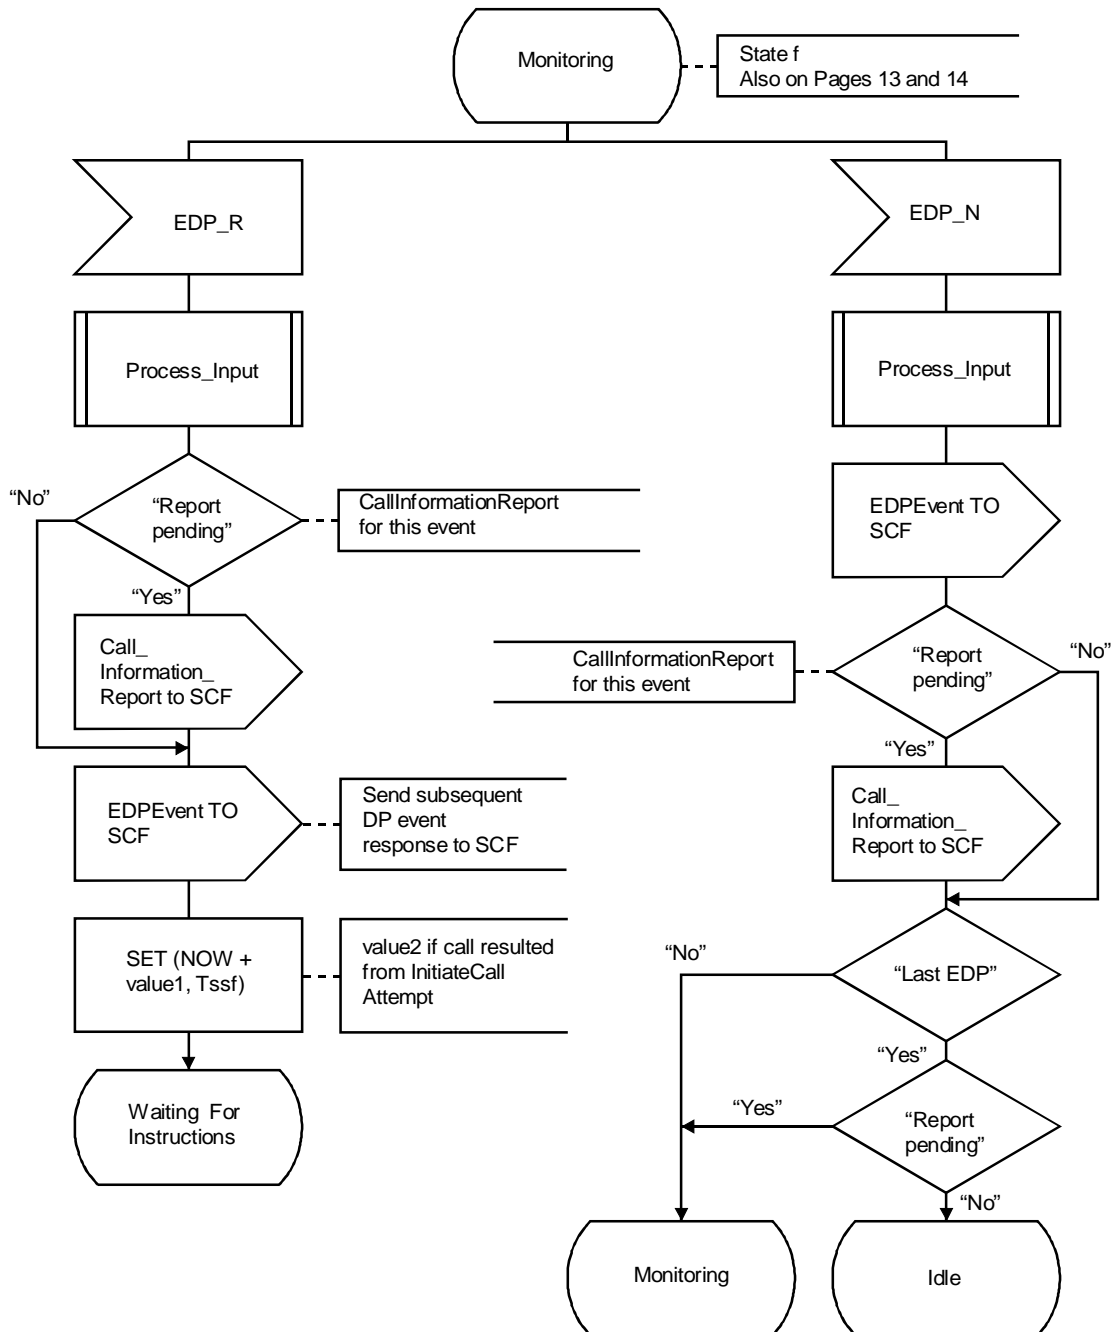 Monitoring
State f
Also on Pages 13 and 14
EDP_R
EDP_N
Process_Input
Process_Input
“No”
“Report
pending”
CallInformationReport
for this event
“Yes”
EDPEvent TO
SCF
Call_
Information_
Report to SCF
CallInformationReport
for this event
“Report
pending”
“No”
“Yes”
EDPEvent TO
SCF
Send subsequent
DP event
response to SCF
Call_
Information_
Report to SCF
SET (NOW +
value1, Tssf)
value2 if call resulted
from InitiateCall
Attempt
“No”
“Last EDP”
“Yes”
Waiting For
Instructions
“Yes”
“Report
pending”
“No”
Monitoring
Idle